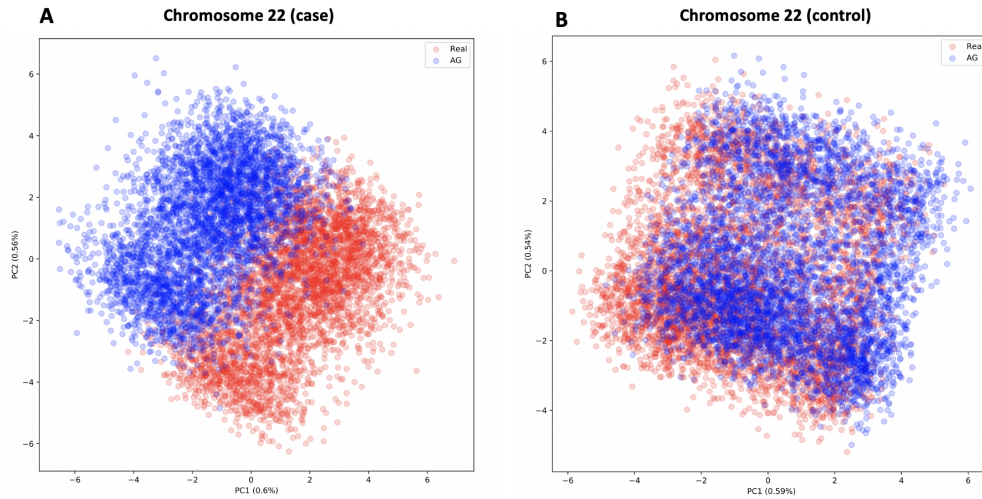 A
Chromosome 22 (case)
Real
AG
6
4
2
0
−2
−4
−6
PC2 (0.56%)
−6
−4
−2
0
2
4
6
PC1 (0.6%)
B
Chromosome 22 (control)
Rea
AG
6
4
2
0
−2
−4
PC2 (0.54%)
−6
−4
−2
0
2
4
6
PC1 (0.59%)